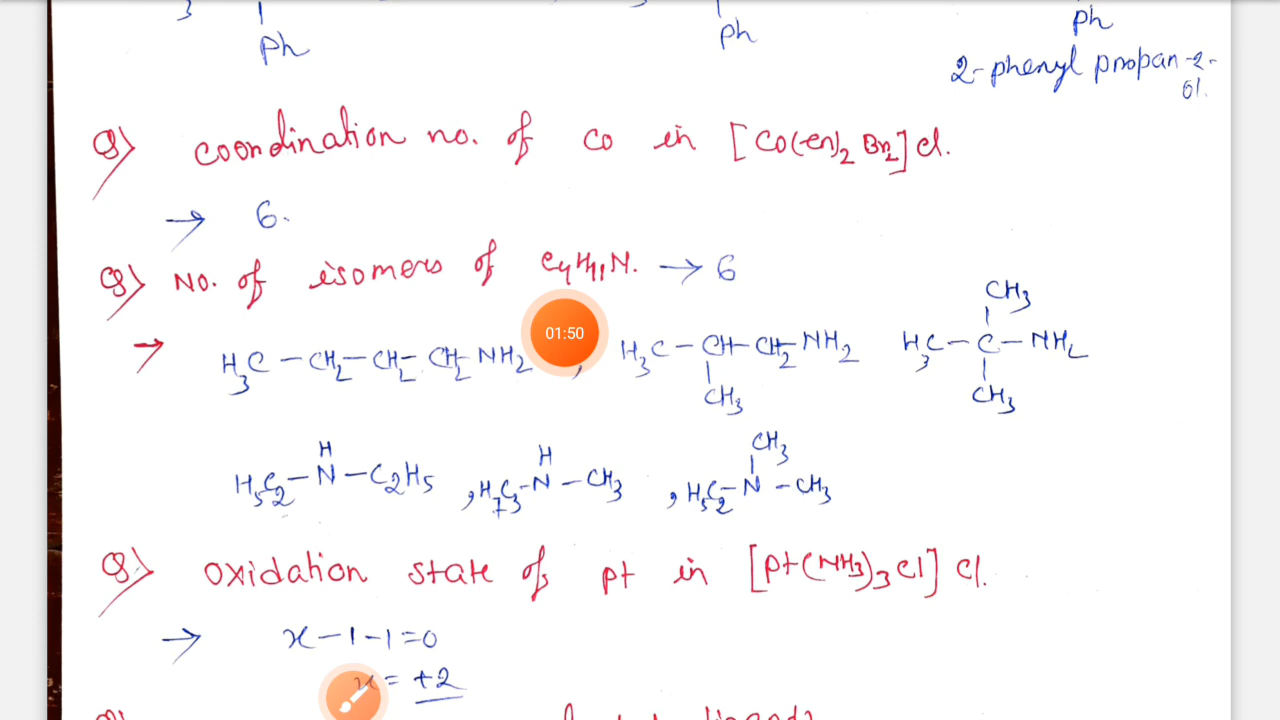 3
Ph
Ph
Ph
2-phenyl propan-2-
ol.
Q) coordination no. of Co in [Co(en)2 Br2] Cl.
→ 6.
Q) NO. of isomers of C4H11N. → 6
01:50
→ H3C-CH2-CH2-CH2-NH2 , H3C-CH-CH2-NH2
CH3
CH3
H3C-C-NH2
CH3
H
H5C2-N-C2H5
H
, H7C3-N-CH3
CH3
, H5C2-N-CH3
Q) oxidation state of Pt in [Pt(NH3)3Cl] Cl.
→ x-1-1=0
x = +2